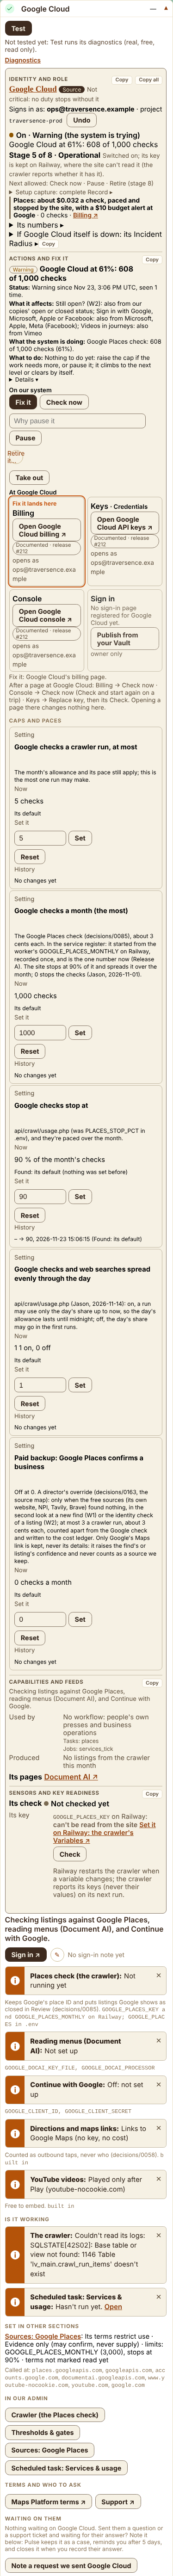 Google Cloud
Test
Not tested yet: Test runs its diagnostics (real, free, read only).
Diagnostics
IDENTITY AND ROLE
Copy
Copy all
Google Cloud
Source
Not critical: no duty stops without it
Signs in as: ops@traversence.example · project
traversence-prod
Undo
On · Warning (the system is trying)
Google Cloud at 61%: 608 of 1,000 checks
Stage 5 of 8 · Operational Switched on; its key
is kept on Railway, where the site can't read it (the
crawler reports whether it has it).
Next allowed: Check now · Pause · Retire (stage 8)
Setup capture: complete Record
Places: about $0.032 a check, paced and
stopped by the site, with a $10 budget alert at
Google · 0 checks · Billing ↗
Its numbers
If Google Cloud itself is down: its Incident
Radius
Copy
ACTIONS AND FIX IT
Copy
Warning
Google Cloud at 61%: 608
of 1,000 checks
Status: Warning since Nov 23, 3:06 PM UTC, seen 1
time.
What it affects: Still open? (W2): also from our
copies' open or closed status; Sign in with Google,
Microsoft, Apple or Facebook: also from Microsoft,
Apple, Meta (Facebook); Videos in job posts: also
from Vimeo
What the system is doing: Google Places check: 608
of 1,000 checks (61%).
What to do: Nothing to do yet: raise the cap if the
work needs more, or pause it; it climbs to the next
level or clears by itself.
Details
On our system
Fix it
Check now
Why pause it
Pause
Retire
a...
Take out
At Google Cloud
Fix it lands here
Billing
Open Google
Cloud billing ↗
Documented · release
#212
opens as
ops@traversence.exa
mple
Keys · Credentials
Open Google
Cloud API keys ↗
Documented · release
#212
opens as
ops@traversence.exa
mple
Console
Open Google
Cloud console ↗
Documented · release
#212
opens as
ops@traversence.exa
mple
Sign in
No sign-in page
registered for Google
Cloud yet.
Publish from
your Vault
owner only
Fix it: Google Cloud's billing page.
After a page at Google Cloud: Billing → Check now ·
Console → Check now (Check and start again on a
trip) · Keys → Replace key, then its Check. Opening a
page there changes nothing here.
CAPS AND PACES
Setting
Google checks a crawler run, at most
The month's allowance and its pace still apply; this is
the most one run may make.
Now
5 checks
Its default
Set it
5
Set
Reset
History
No changes yet
Setting
Google checks a month (the most)
The Google Places check (decisions/0085), about 3
cents each. In the service register: it started from the
worker's GOOGLE_PLACES_MONTHLY on Railway,
recorded once, and is the one number now (Release
A). The site stops it at 90% and spreads it over the
month; 0 stops the checks (Jason, 2026-11-01).
Now
1,000 checks
Its default
Set it
1000
Set
Reset
History
No changes yet
Setting
Google checks stop at
api/crawl/usage.php (was PLACES_STOP_PCT in
.env), and they're paced over the month.
Now
90 % of the month's checks
Found: its default (nothing was set before)
Set it
90
Set
Reset
History
– → 90, 2026-11-23 15:06:15 (Found: its default)
Setting
Google checks and web searches spread
evenly through the day
api/crawl/usage.php (Jason, 2026-11-14): on, a run
may use only the day's share up to now, so the day's
allowance lasts until midnight; off, the day's share
may go in the first runs.
Now
1 1 on, 0 off
Its default
Set it
1
Set
Reset
History
No changes yet
Setting
Paid backup: Google Places confirms a
business
Off at 0. A director's override (decisions/0163, the
source map): only when the free sources (its own
website, NPI, Tavily, Brave) found nothing, on the
second look at a new find (W1) or the identity check
of a listing (W2); at most 3 a worker run, about 3
cents each, counted apart from the Google check
and written to the register. Only Google's Maps
link is kept, never its details: it raises the find's or
listing's confidence and never counts as a source we
keep.
Now
0 checks a month
Its default
Set it
0
Set
Reset
History
No changes yet
CAPABILITIES AND FEEDS
Copy
Checking listings against Google Places,
reading menus (Document AI), and Continue with
Google.
Used by
No workflow: people's own
presses and business
operations
Tasks: places
Jobs: services_tick
Produced
No listings from the crawler
this month
Its pages Document AI ↗
SENSORS AND KEY READINESS
Copy
Its check
Not checked yet
Its key
GOOGLE_PLACES_KEY on Railway:
can't be read from the site Set it
on Railway: the crawler's
Variables ↗
Check
Railway restarts the crawler
when a variable changes; the
crawler reports its keys (never
their values) on its next run.
Checking listings against Google Places,
reading menus (Document AI), and Continue with
Google.
Sign in ↗
No sign-in note yet
Places check (the crawler): Not
running yet
Keeps Google's place ID and puts listings Google shows as
closed in Review (decisions/0085). GOOGLE_PLACES_KEY a
nd GOOGLE_PLACES_MONTHLY on Railway; GOOGLE_PLAC
ES in .env
Reading menus (Document
AI): Not set up
GOOGLE_DOCAI_KEY_FILE, GOOGLE_DOCAI_PROCESSOR
Continue with Google: Off: not set
up
GOOGLE_CLIENT_ID, GOOGLE_CLIENT_SECRET
Directions and maps links: Links to
Google Maps (no key, no cost)
Counted as outbound taps, never who (decisions/0058). b
uilt in
YouTube videos: Played only after
Play (youtube-nocookie.com)
Free to embed. built in
IS IT WORKING
The crawler: Couldn't read its logs:
SQLSTATE[42S02]: Base table or
view not found: 1146 Table
'lv_main.crawl_run_items' doesn't
exist
Scheduled task: Services &
usage: Hasn't run yet. Open
SET IN OTHER SECTIONS
Sources: Google Places: Its terms restrict use ·
Evidence only (may confirm, never supply) · limits:
GOOGLE_PLACES_MONTHLY (3,000), stops at
90% · terms not marked read yet
Called at: places.googleapis.com, googleapis.com, acc
ounts.google.com, documentai.googleapis.com, www.y
outube-nocookie.com, youtube.com, google.com
IN OUR ADMIN
Crawler (the Places check)
Thresholds & gates
Sources: Google Places
Scheduled task: Services & usage
TERMS AND WHO TO ASK
Maps Platform terms ↗
Support ↗
WAITING ON THEM
Nothing waiting on Google Cloud. Sent them a question or
a support ticket and waiting for their answer? Note it
below: Pulse keeps it as a case, reminds you after 5 days,
and closes it when you record their answer.
Note a request we sent Google Cloud